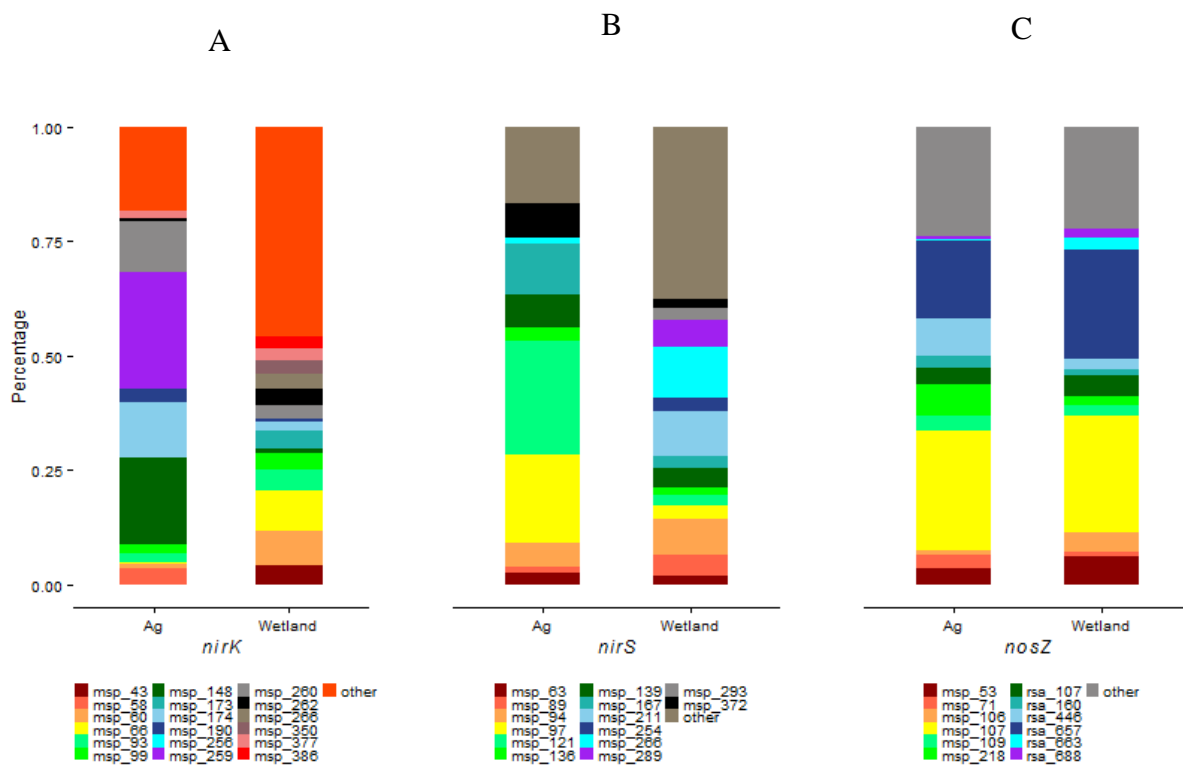 A B C
1.00
0.75
0.50
0.25
0.00
Percentage
Ag Wetland Ag Wetland Ag Wetland
nirK nirS nosZ
msp_43 msp_148 msp_260 other
msp_58 msp_173 msp_262
msp_60 msp_174 msp_266
msp_66 msp_190 msp_350
msp_93 msp_256 msp_377
msp_99 msp_259 msp_386
msp_63 msp_139 msp_293
msp_89 msp_167 msp_372
msp_94 msp_211 other
msp_97 msp_254
msp_121 msp_266
msp_136 msp_289
msp_53 rsa_107 other
msp_71 rsa_160
msp_106 rsa_446
msp_107 rsa_657
msp_109 rsa_663
msp_218 rsa_688